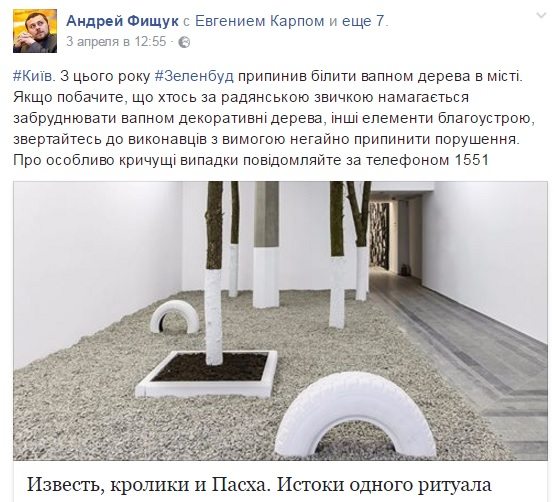 Андрей Фищук с Евгением Карпом и еще 7.
3 апреля в 12:55 ·
#Київ. З цього року #Зеленбуд припинив білити вапном дерева в місті.
Якщо побачите, що хтось за радянською звичкою намагається
забруднювати вапном декоративні дерева, інші елементи благоустрою,
звертайтесь до виконавців з вимогою негайно припинити порушення.
Про особливо кричущі випадки повідомляйте за телефоном 1551
Известь, кролики и Пасха. Истоки одного ритуала